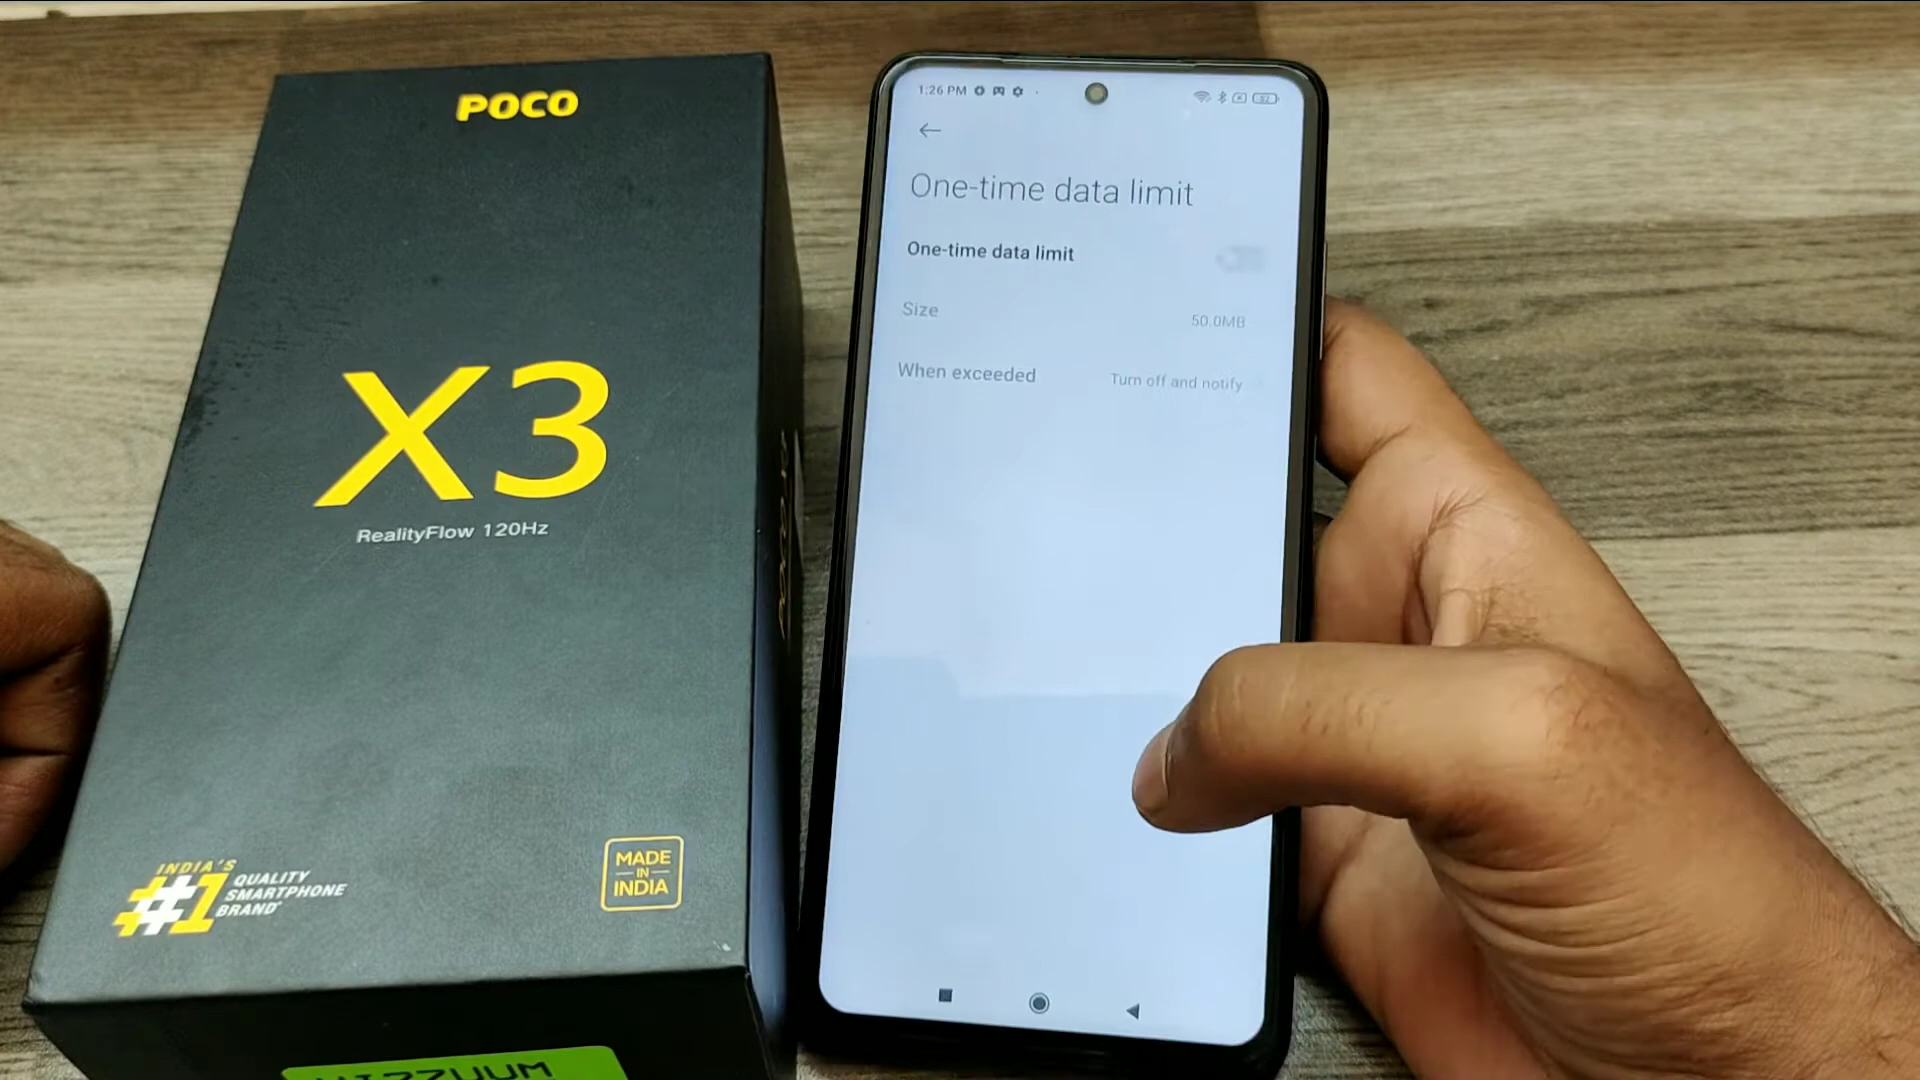 POCO
X3
RealityFlow 120Hz
INDIA'S
#1 QUALITY
SMARTPHONE
BRAND
MADE
IN
INDIA
1:26 PM
One-time data limit
One-time data limit
Size
50.0MB
When exceeded
Turn off and notify